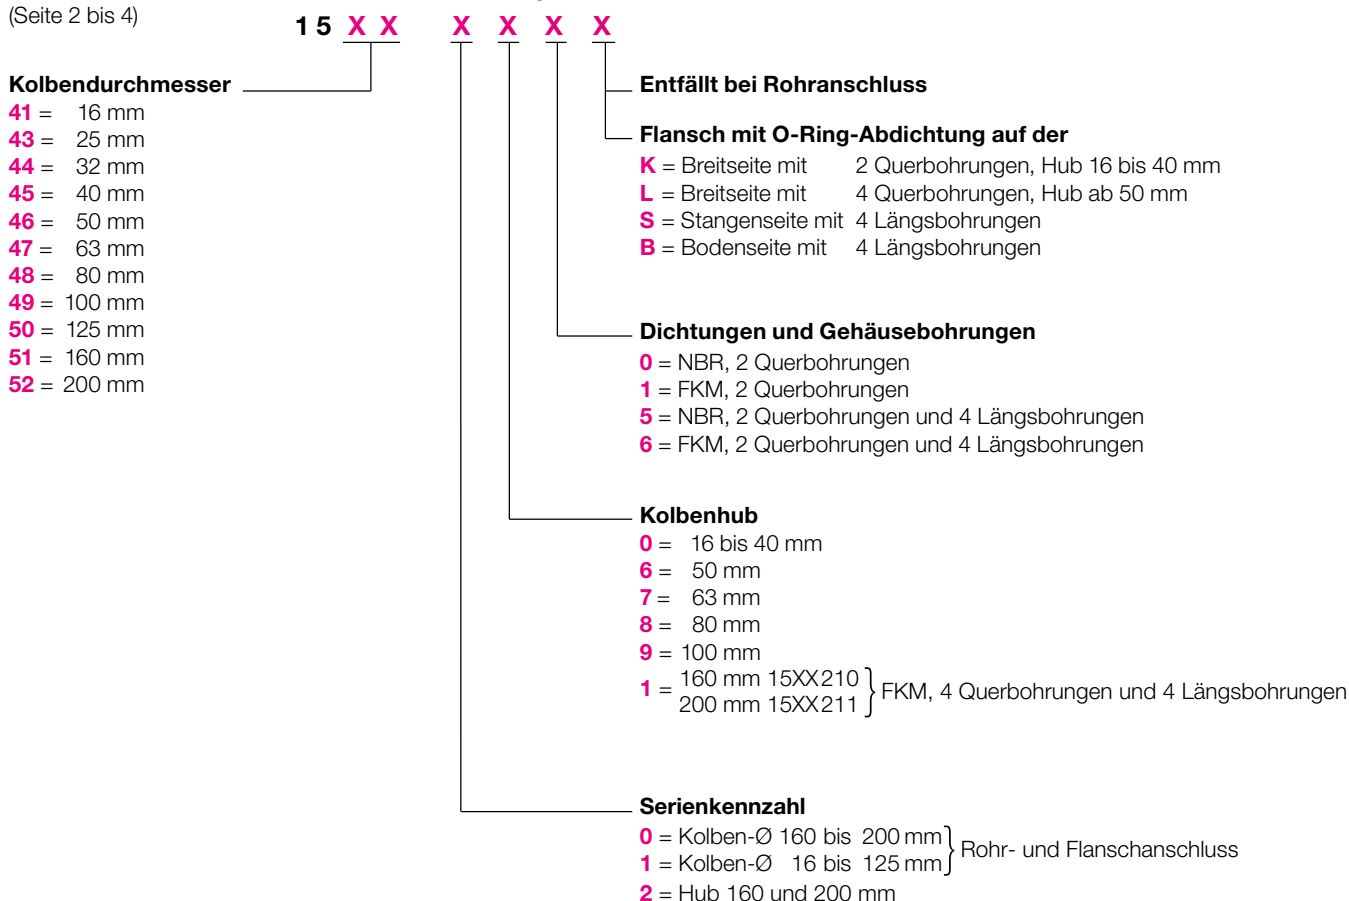 (Seite 2 bis 4)
15 XX X X X X
Kolbendurchmesser
41 = 16 mm
43 = 25 mm
44 = 32 mm
45 = 40 mm
46 = 50 mm
47 = 63 mm
48 = 80 mm
49 = 100 mm
50 = 125 mm
51 = 160 mm
52 = 200 mm
Entfällt bei Rohranschluss
Flansch mit O-Ring-Abdichtung auf der
K = Breitseite mit 2 Querbohrungen, Hub 16 bis 40 mm
L = Breitseite mit 4 Querbohrungen, Hub ab 50 mm
S = Stangenseite mit 4 Längsbohrungen
B = Bodenseite mit 4 Längsbohrungen
Dichtungen und Gehäusebohrungen
0 = NBR, 2 Querbohrungen
1 = FKM, 2 Querbohrungen
5 = NBR, 2 Querbohrungen und 4 Längsbohrungen
6 = FKM, 2 Querbohrungen und 4 Längsbohrungen
Kolbenhub
0 = 16 bis 40 mm
6 = 50 mm
7 = 63 mm
8 = 80 mm
9 = 100 mm
1 = 160 mm 15XX210
200 mm 15XX211
FKM, 4 Querbohrungen und 4 Längsbohrungen
Serienkennzahl
0 = Kolben-Ø 160 bis 200 mm
1 = Kolben-Ø 16 bis 125 mm
Rohr- und Flanschanschluss
2 = Hub 160 und 200 mm